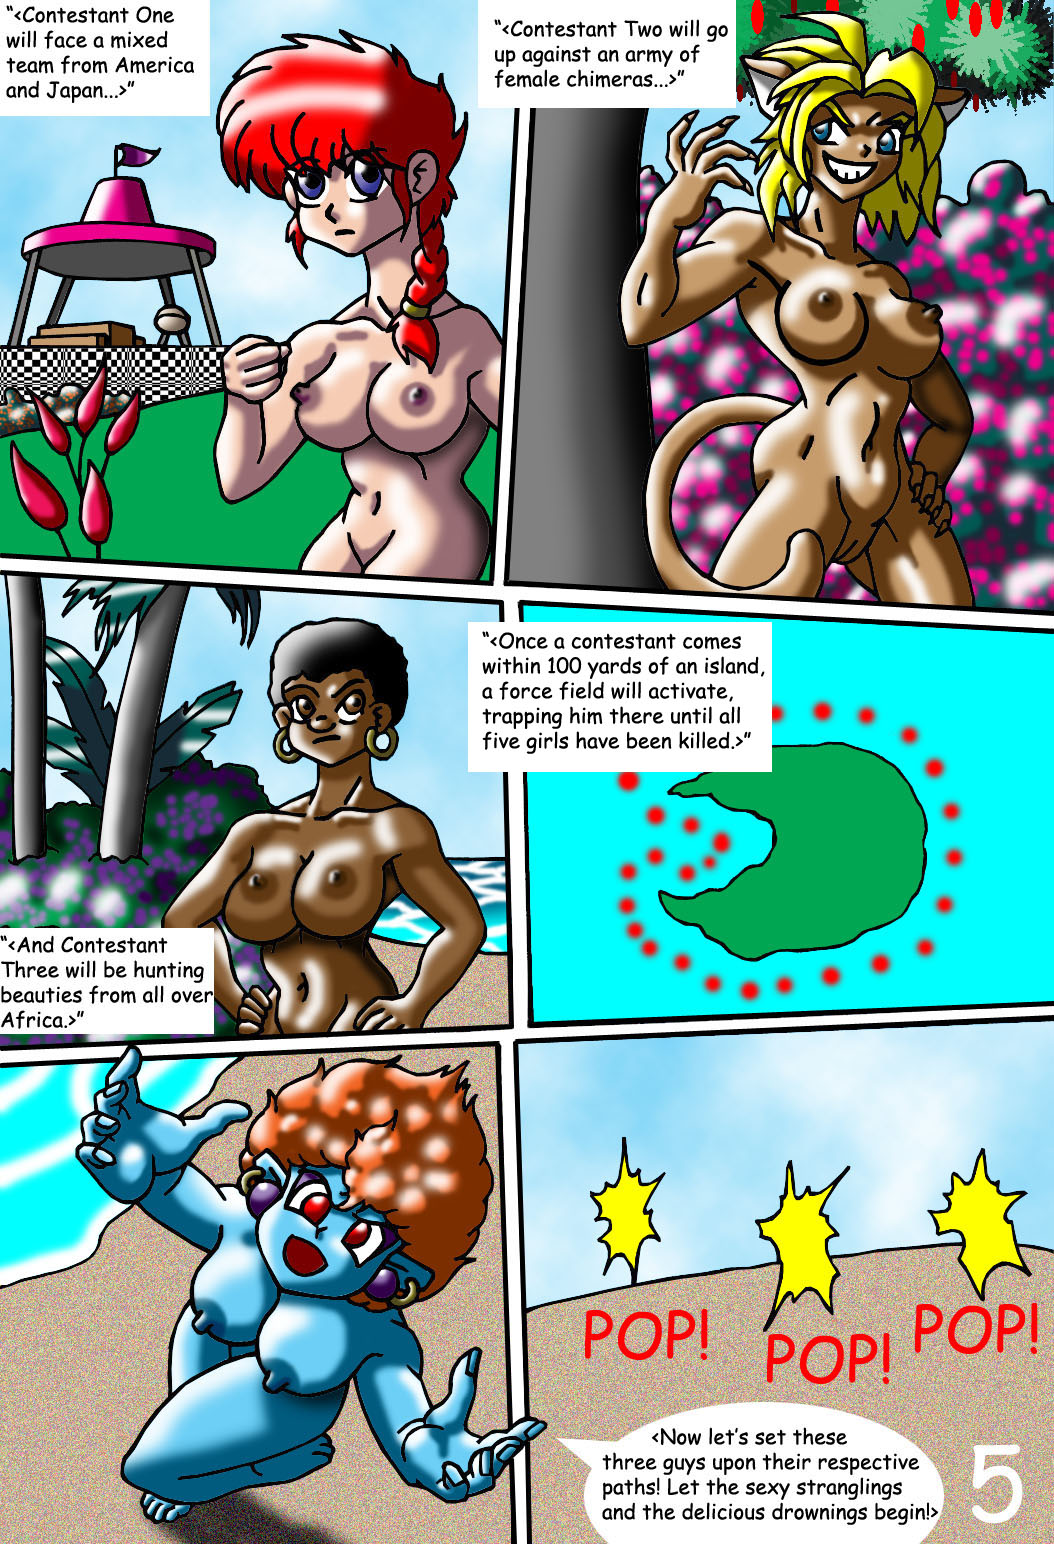 “<Contestant One
will face a mixed
team from America
and Japan...>”
“<Contestant Two will go
up against an army of
female chimeras...>”
“<And Contestant
Three will be hunting
beauties from all over
Africa.>”
“<Once a contestant comes
within 100 yards of an island,
a force field will activate,
trapping him there until all
five girls have been killed.>”
POP!
POP!
POP!
<Now let’s set these
three guys upon their respective
paths! Let the sexy stranglings
and the delicious drownings begin!>
5